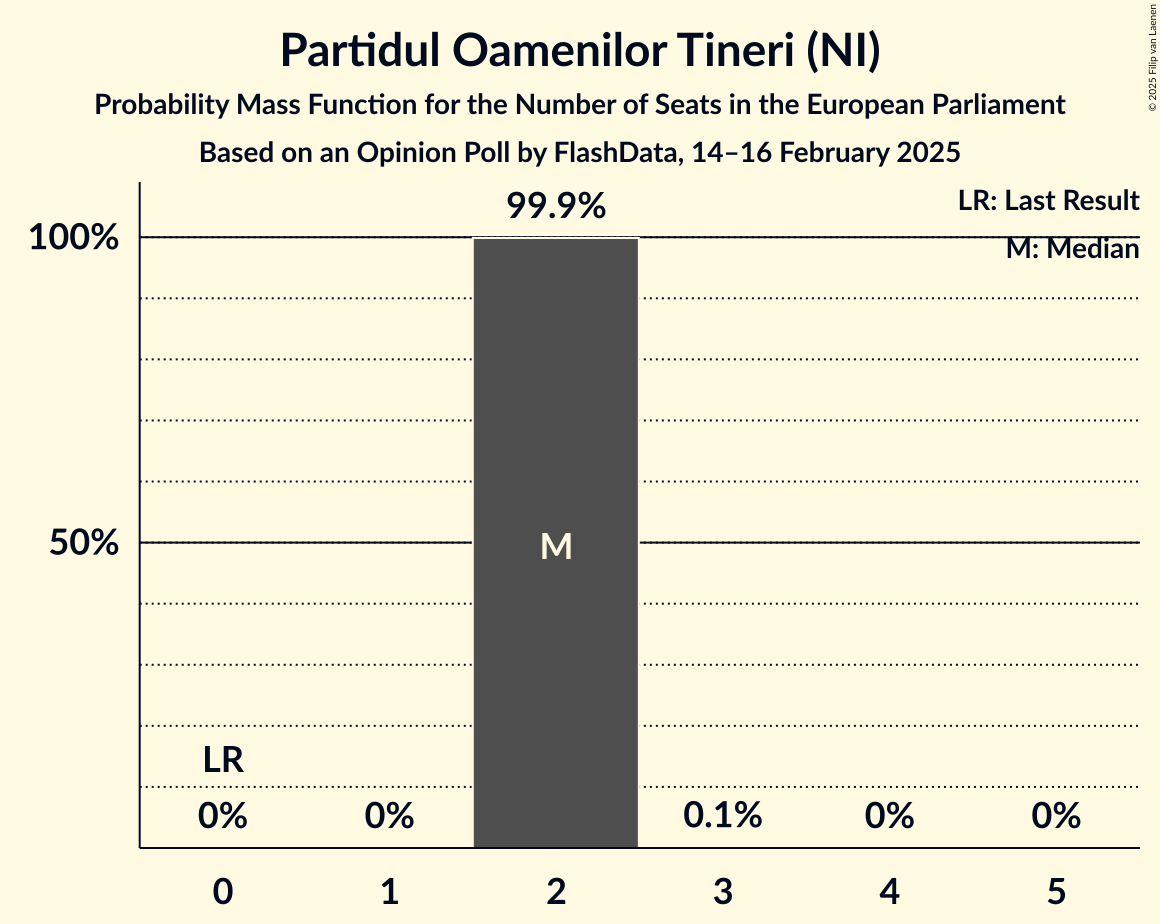 Partidul Oamenilor Tineri (NI)
Probability Mass Function for the Number of Seats in the European Parliament
Based on an Opinion Poll by FlashData, 14–16 February 2025
© 2025 Filip van Laenen
99.9%
LR: Last Result
100%
M: Median
50%
M
LR
0% 0% 0.1% 0% 0%
0 1 2 3 4 5